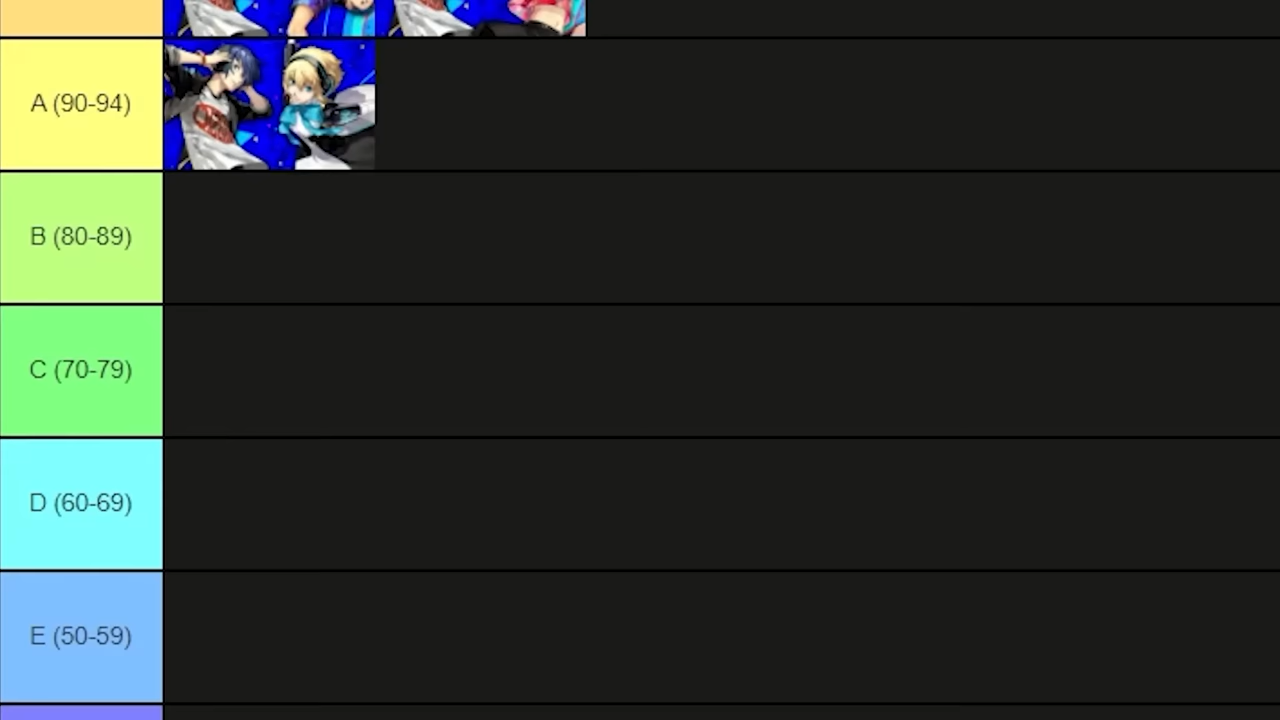 A (90-94)
B (80-89)
C (70-79)
D (60-69)
E (50-59)